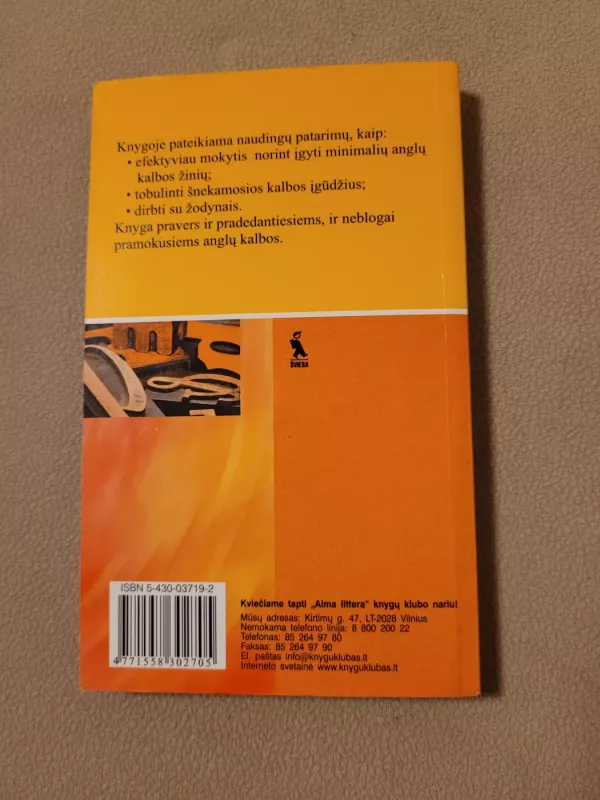 Knygoje pateikiama naudingų patarimų, kaip:
• efektyviau mokytis norint įgyti minimalių anglų
kalbos žinių;
• tobulinti šnekamosios kalbos įgūdžius;
• dirbti su žodynais.
Knyga pravers ir pradedantiesiems, ir neblogai
pramokusiems anglų kalbos.
ŠVIESA
ISBN 5-430-03719-2
4 771558 302705
Kviečiame tapti „Alma littera“ knygų klubo nariu!
Mūsų adresas: Kirtimų g. 47, LT-2028 Vilnius
Nemokama telefono linija: 8 800 200 22
Telefonas: 85 264 97 80
Faksas: 85 264 97 90
El. paštas info@knyguklubas.lt
Interneto svetainė www.knyguklubas.lt